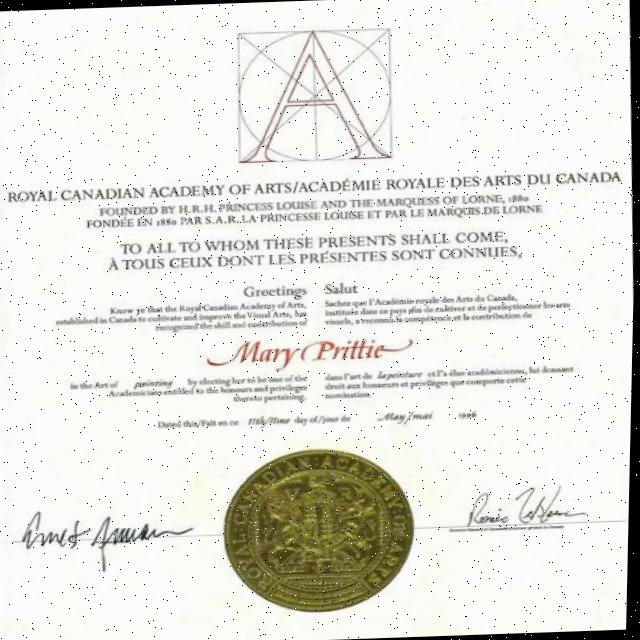 A
ROYAL CANADIAN ACADEMY OF ARTS/ACADÉMIE ROYALE DES ARTS DU CANADA
FOUNDED BY H.R.H. PRINCESS LOUISE AND THE MARQUESS OF LORNE, 1880
FONDÉE EN 1880 PAR S.A.R. LA PRINCESSE LOUISE ET PAR LE MARQUIS DE LORNE
TO ALL TO WHOM THESE PRESENTS SHALL COME,
À TOUS CEUX DONT LES PRÉSENTES SONT CONNUES,
Greetings
Know ye that the Royal Canadian Academy of Arts,
established in Canada to cultivate and improve the Visual Arts, has
recognized the skill and contribution of
Salut
Sachez que l'Académie royale des Arts du Canada,
instituée dans ce pays afin de cultiver et de perfectionner les arts
visuels, a reconnu la compétence, et la contribution de
Mary Prittie
in the Art of painting by electing her to be one of the
Academicians entitled to the honours and privileges
thereto pertaining.
dans l'art de la peinture et l'a élue académicienne, lui donnant
droit aux honneurs et privilèges que comporte cette
nomination.
Dated this/Fait en ce 11th/11me day of/jour de May/mai
ROYAL CANADIAN ACADEMY OF ARTS